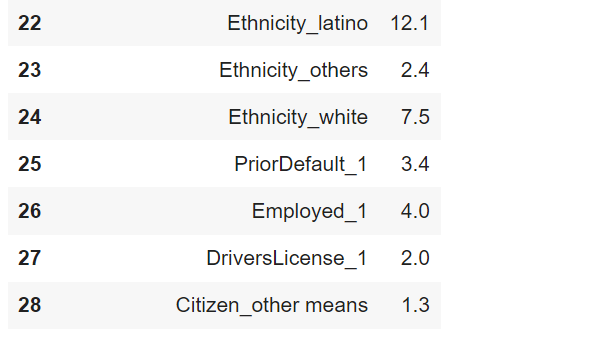 22 Ethnicity_latino 12.1
23 Ethnicity_others 2.4
24 Ethnicity_white 7.5
25 PriorDefault_1 3.4
26 Employed_1 4.0
27 DriversLicense_1 2.0
28 Citizen_other means 1.3